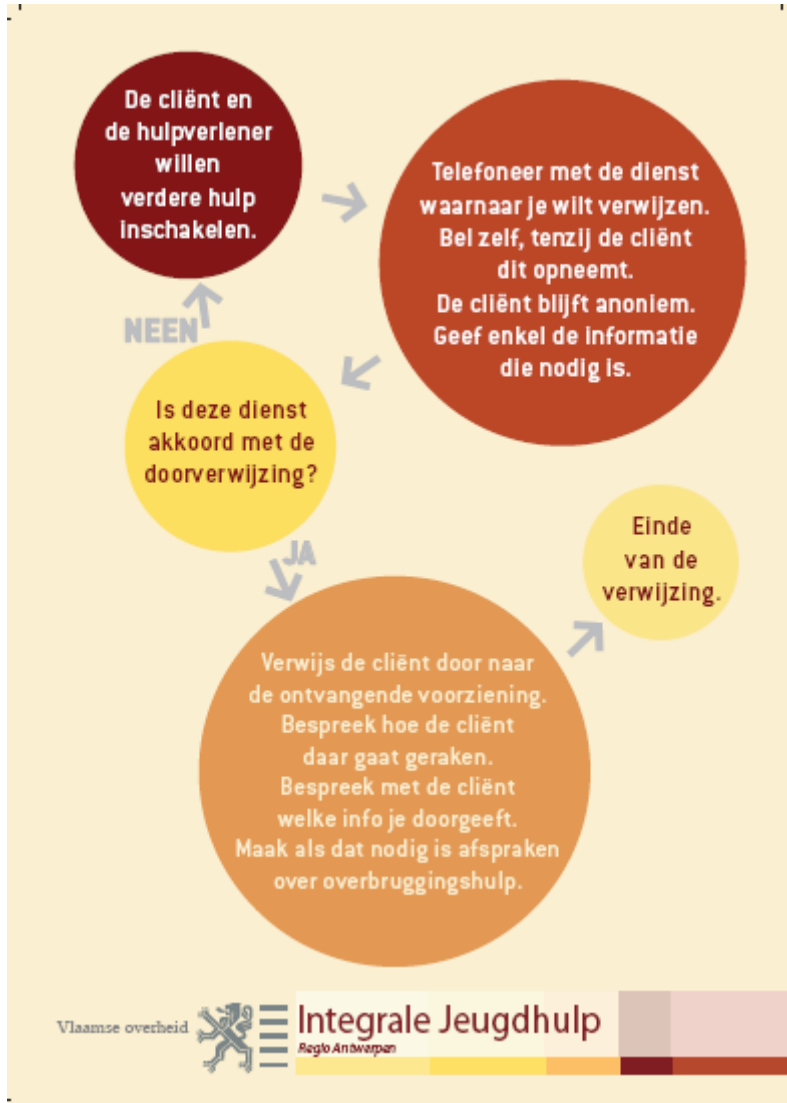 De cliënt en
de hulpverlener
willen
verdere hulp
inschakelen.
Telefoneer met de dienst
waarnaar je wilt verwijzen.
Bel zelf, tenzij de cliënt
dit opneemt.
De cliënt blijft anoniem.
Geef enkel de informatie
die nodig is.
NEEN
Is deze dienst
akkoord met de
doorverwijzing?
JA
Verwijs de cliënt door naar
de ontvangende voorziening.
Bespreek hoe de cliënt
daar gaat geraken.
Bespreek met de cliënt
welke info je doorgeeft.
Maak als dat nodig is afspraken
over overbruggingshulp.
Einde
van de
verwijzing.
Vlaamse overheid
Integrale Jeugdhulp
Regio Antwerpen